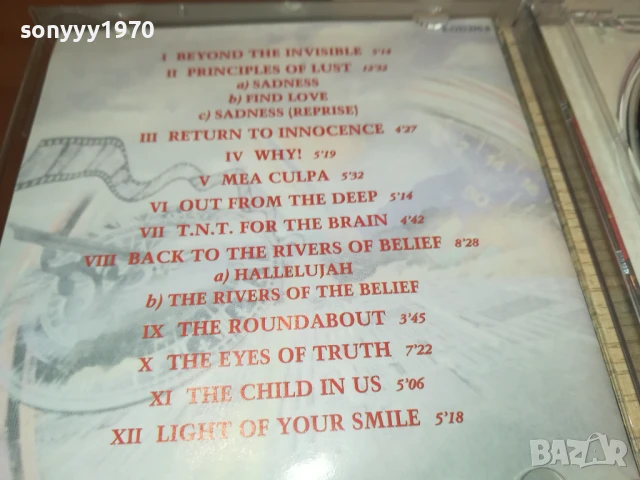 sonyyy1970
I BEYOND THE INVISIBLE 5'14
II PRINCIPLES OF LUST 13'33
a) SADNESS
b) FIND LOVE
c) SADNESS (REPRISE)
III RETURN TO INNOCENCE 4'27
IV WHY! 5'19
V MEA CULPA 5'32
VI OUT FROM THE DEEP 5'14
VII T.N.T. FOR THE BRAIN 4'42
VIII BACK TO THE RIVERS OF BELIEF 8'28
a) HALLELUJAH
b) THE RIVERS OF THE BELIEF
IX THE ROUNDABOUT 3'45
X THE EYES OF TRUTH 7'22
XI THE CHILD IN US 5'06
XII LIGHT OF YOUR SMILE 5'18
BAZAR